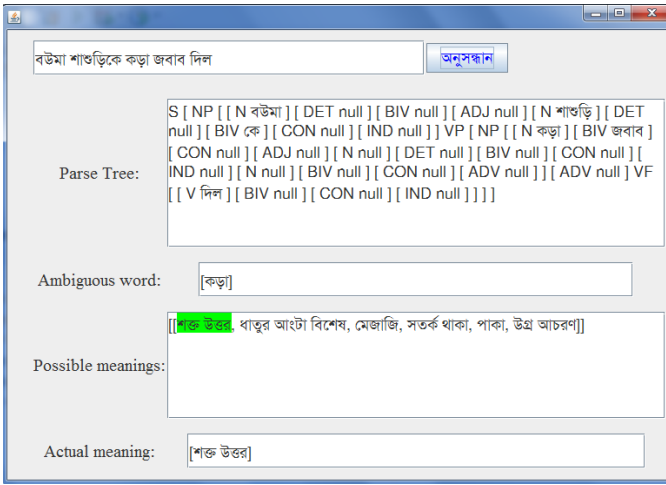 বউমা শাশুড়িকে কড়া জবাব দিল
অনুসন্ধান
S [ NP [ [ N বউমা ] [ DET null ] [ BIV null ] [ ADJ null ] [ N শাশুড়ি ] [ DET
null ] [ BIV কে ] [ CON null ] [ IND null ] ] VP [ NP [ [ N কড়া ] [ BIV জবাব ]
[ CON null ] [ ADJ null ] [ N null ] [ DET null ] [ BIV null ] [ CON null ] [
IND null ] [ N null ] [ BIV null ] [ CON null ] [ ADV null ] ] [ ADV null ] VF
[ [ V দিল ] [ BIV null ] [ CON null ] [ IND null ] ] ] ]
Parse Tree:
Ambiguous word:
[কড়া]
[[শক্ত উত্তর, ধাতুর আংটা বিশেষ, মেজাজি, সতর্ক থাকা, পাকা, উগ্র আচরণ]]
Possible meanings:
Actual meaning:
[শক্ত উত্তর]